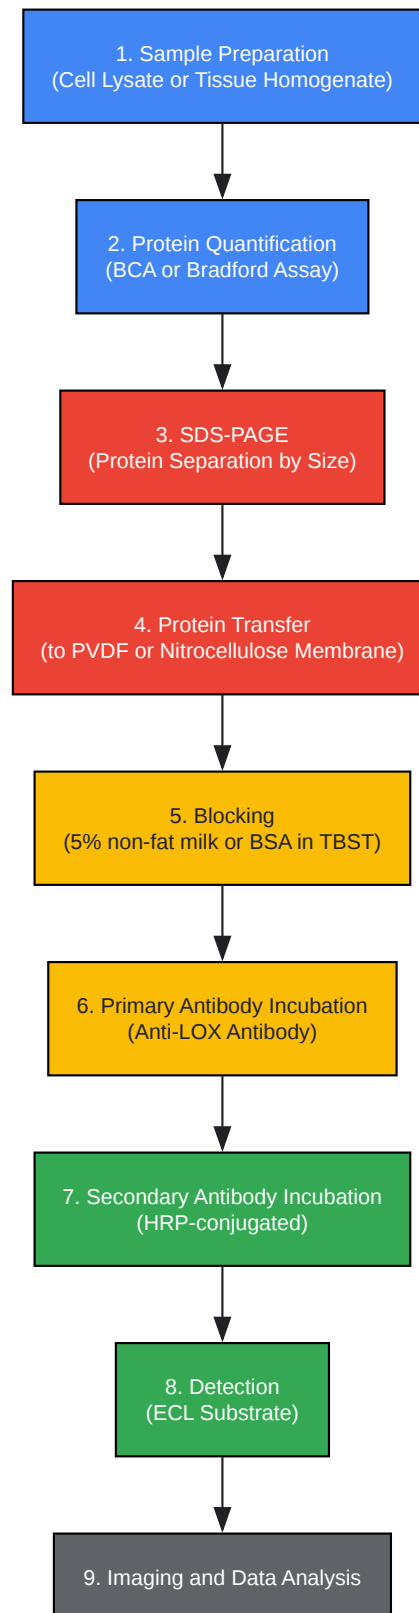 1. Sample Preparation
(Cell Lysate or Tissue Homogenate)
2. Protein Quantification
(BCA or Bradford Assay)
3. SDS-PAGE
(Protein Separation by Size)
4. Protein Transfer
(to PVDF or Nitrocellulose Membrane)
5. Blocking
(5% non-fat milk or BSA in TBST)
6. Primary Antibody Incubation
(Anti-LOX Antibody)
7. Secondary Antibody Incubation
(HRP-conjugated)
8. Detection
(ECL Substrate)
9. Imaging and Data Analysis